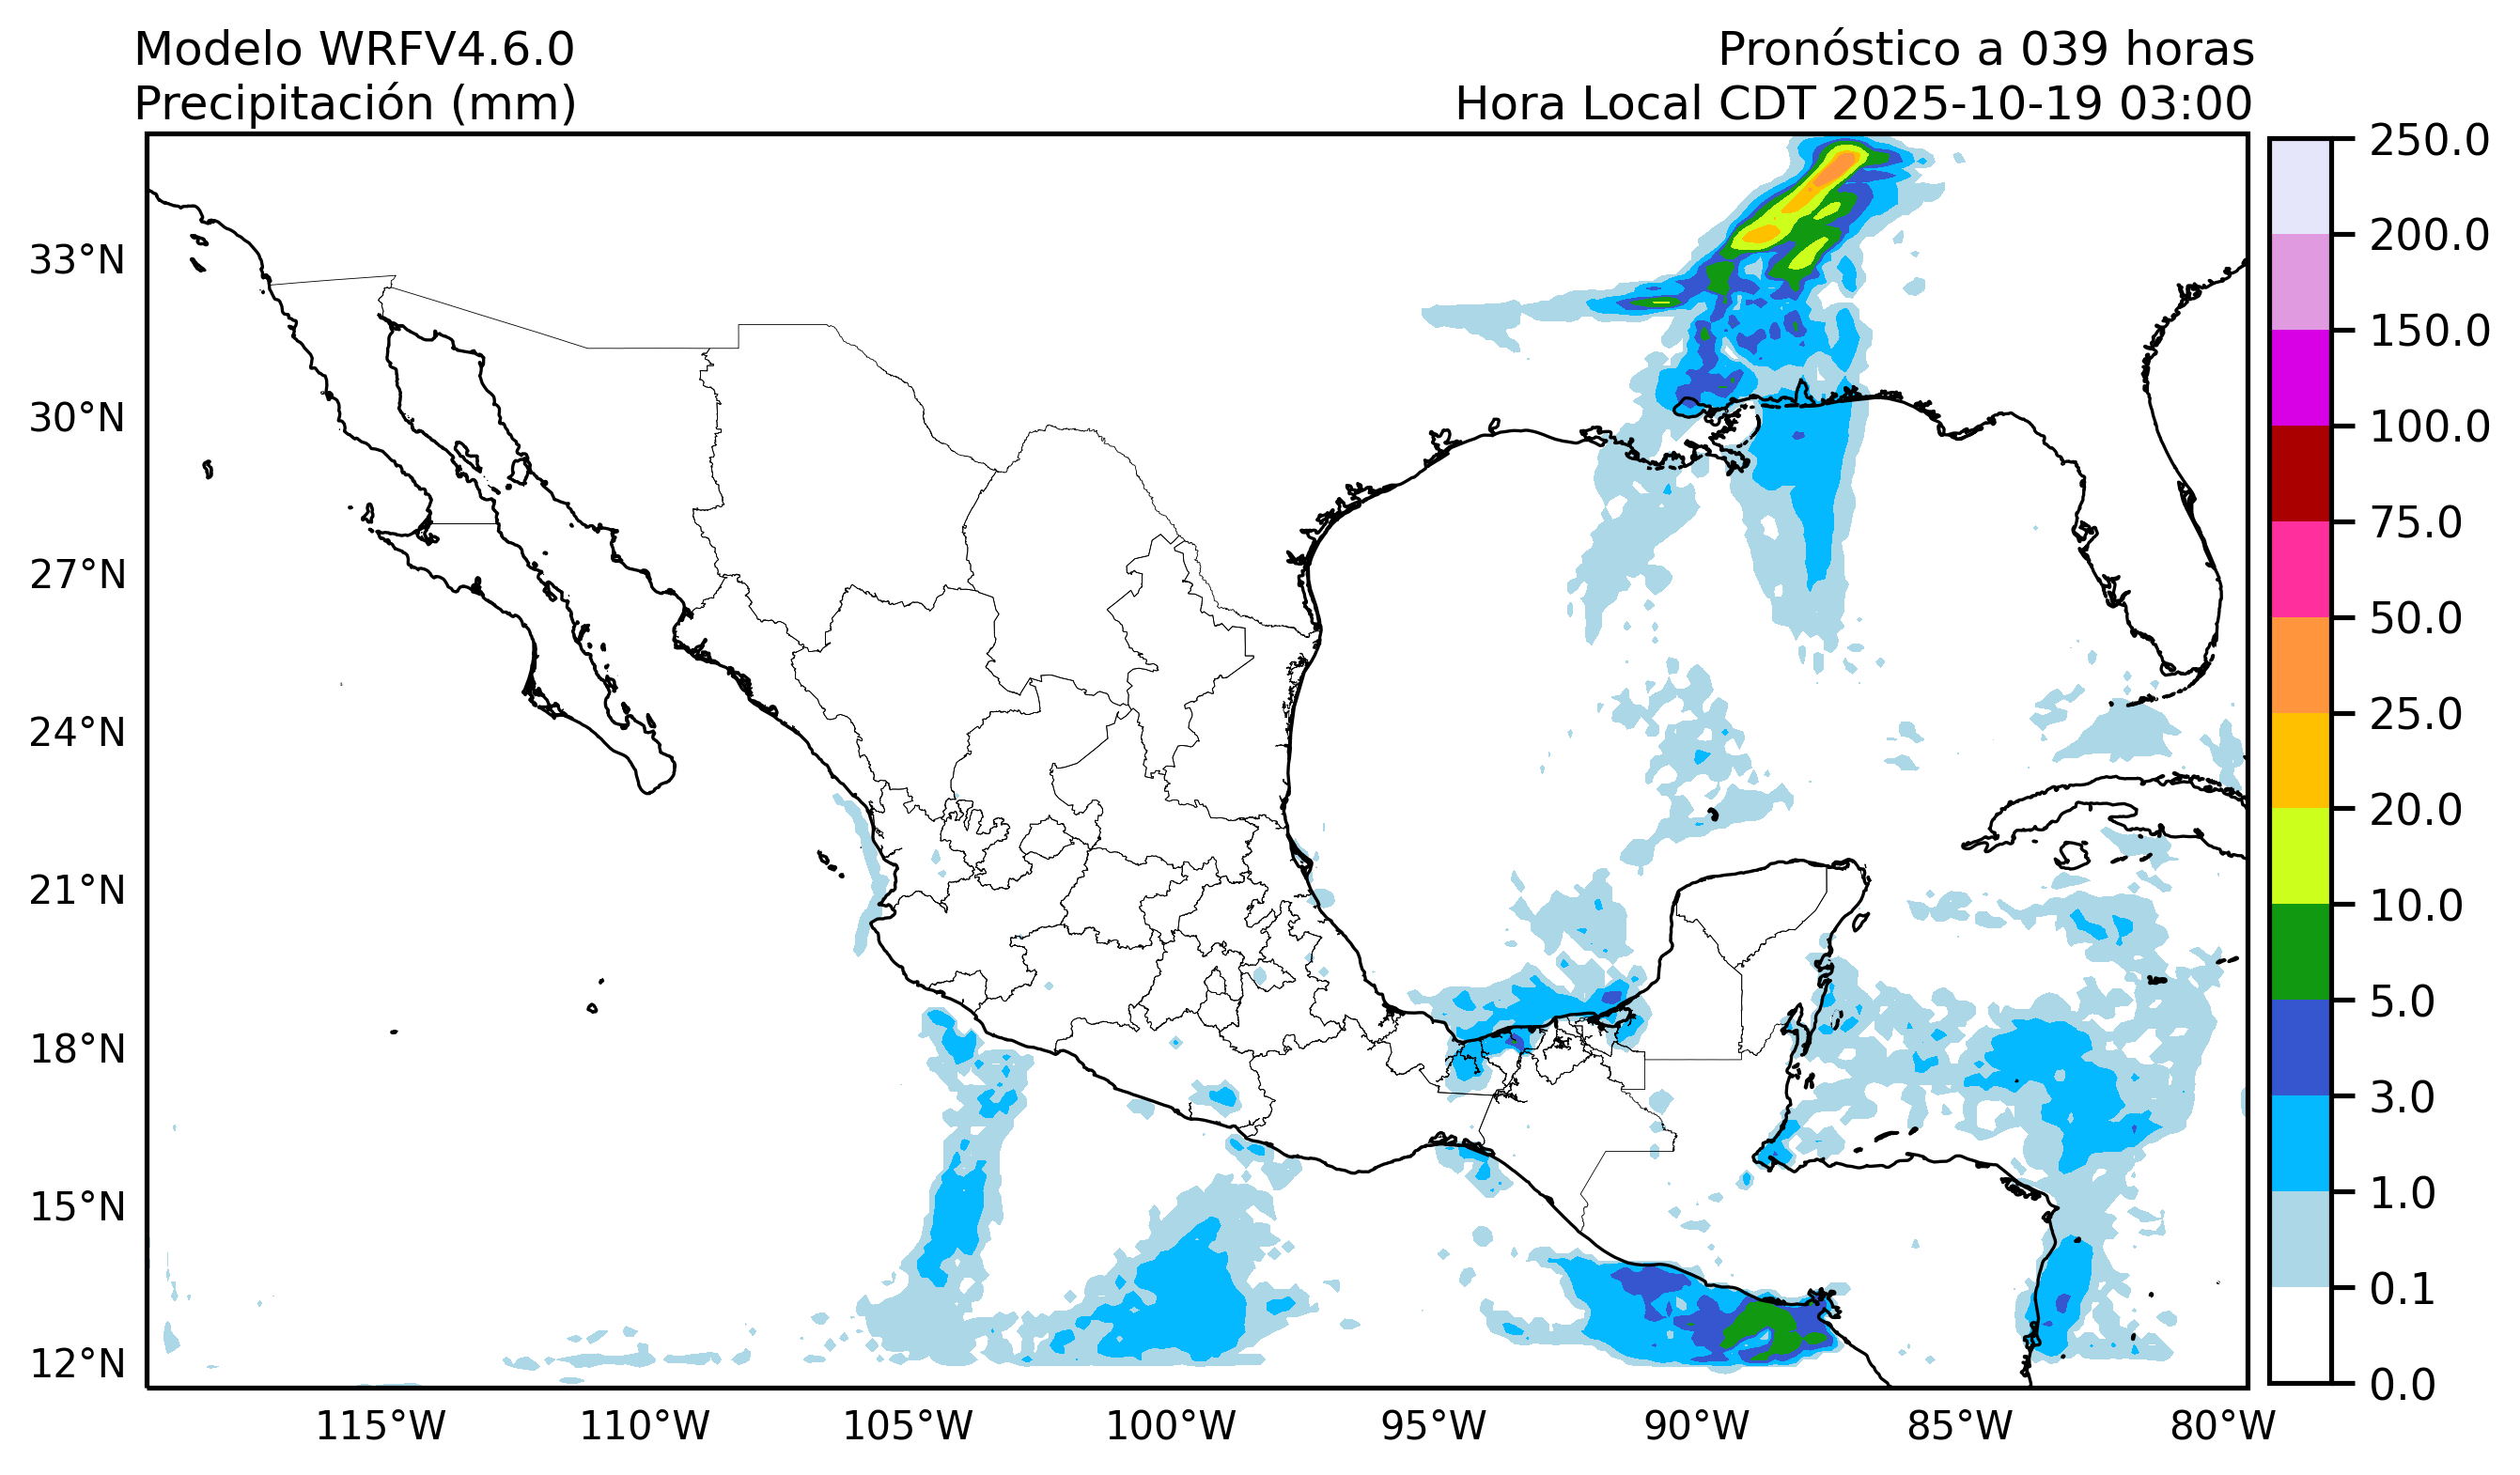 Modelo WRFV4.6.0
Pronóstico a 039 horas
Precipitación (mm)
Hora Local CDT 2025-10-19 03:00
33°N
30°N
27°N
24°N
21°N
18°N
15°N
12°N
115°W
110°W
105°W
100°W
95°W
90°W
85°W
80°W
250.0
200.0
150.0
100.0
75.0
50.0
25.0
20.0
10.0
5.0
3.0
1.0
0.1
0.0